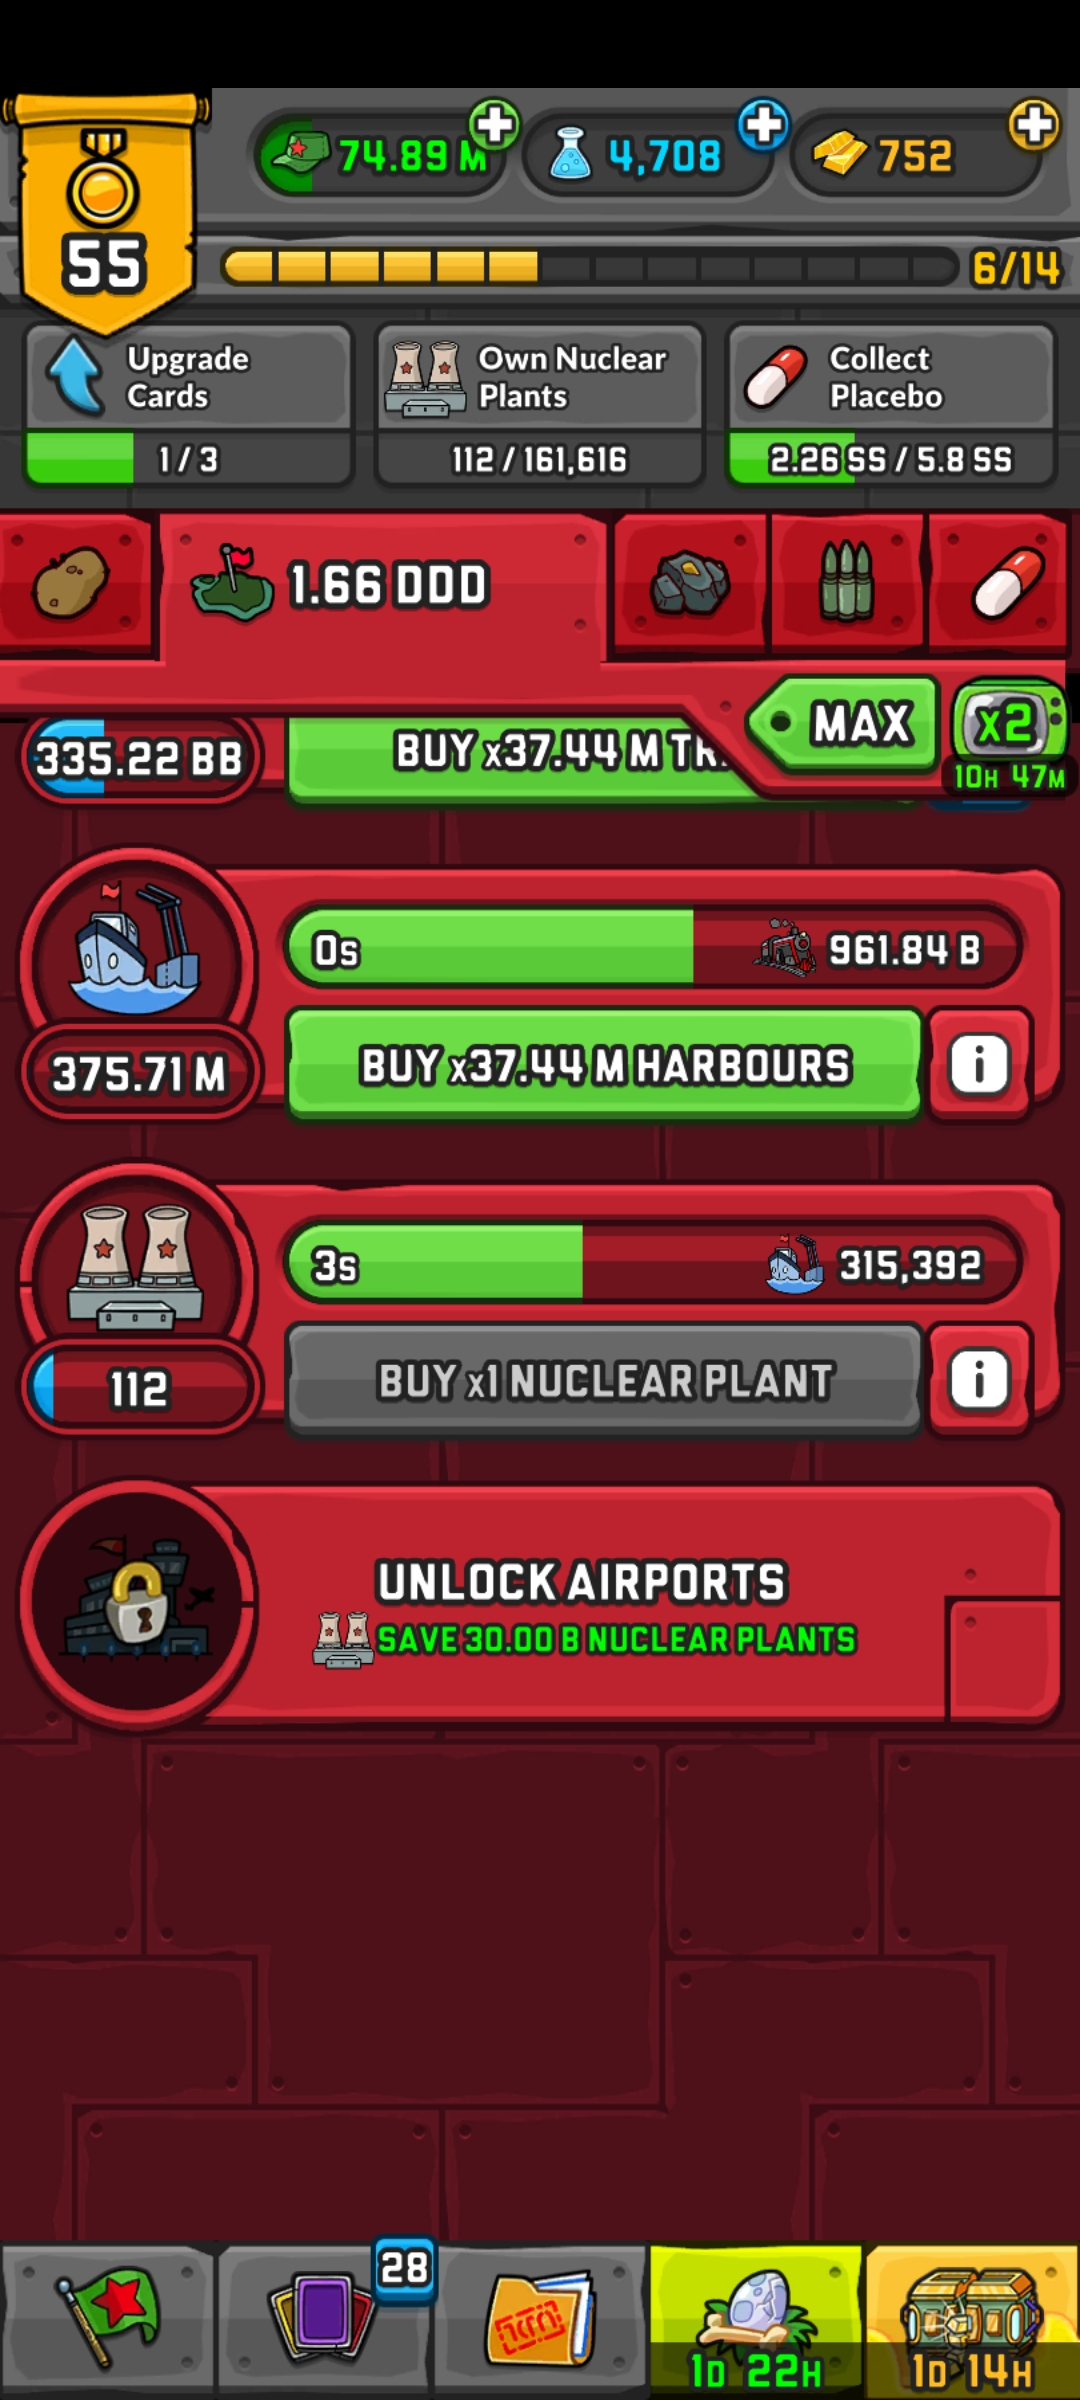 55
74.89 M
4,708
752
6/14
Upgrade
Cards
1 / 3
Own Nuclear
Plants
112 / 161,616
Collect
Placebo
2.26 SS / 5.8 SS
1.66 DDD
MAX
x2
10H 47M
335.22 BB
BUY x37.44 M
0s
961.84 B
375.71 M
BUY x37.44 M HARBOURS
i
3s
315,392
112
BUY x1 NUCLEAR PLANT
i
UNLOCK AIRPORTS
SAVE 30.00 B NUCLEAR PLANTS
28
1D 22H
1D 14H